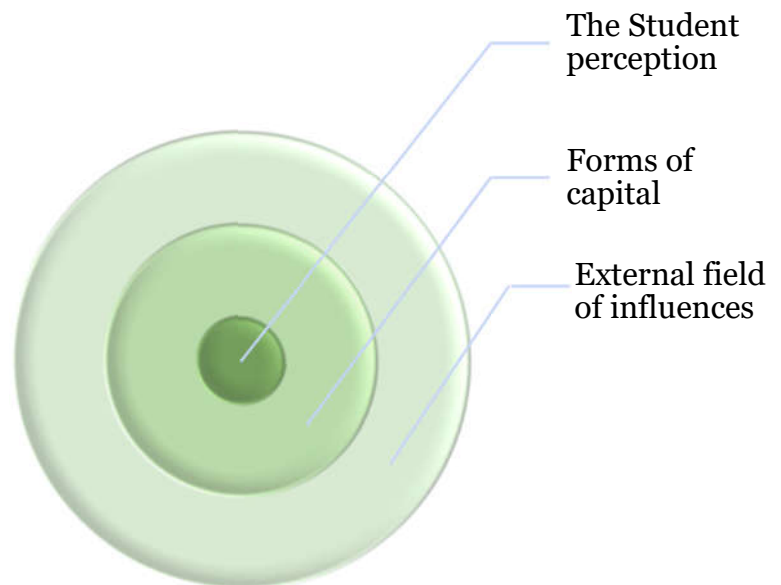 The Student
perception
Forms of
capital
External field
of influences